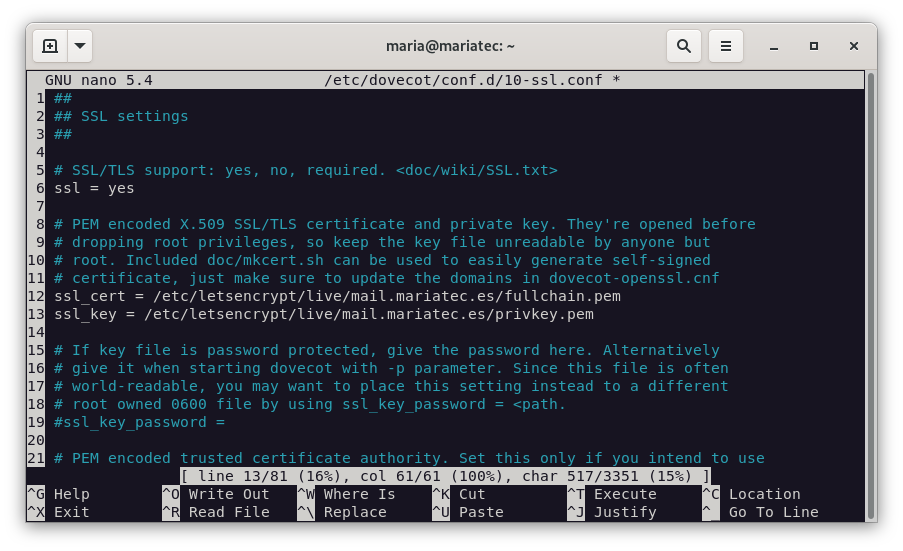 maria@mariatec: ~
GNU nano 5.4 /etc/dovecot/conf.d/10-ssl.conf *
1 ##
2 ## SSL settings
3 ##
4
5 # SSL/TLS support: yes, no, required. <doc/wiki/SSL.txt>
6 ssl = yes
7
8 # PEM encoded X.509 SSL/TLS certificate and private key. They're opened before
9 # dropping root privileges, so keep the key file unreadable by anyone but
10 # root. Included doc/mkcert.sh can be used to easily generate self-signed
11 # certificate, just make sure to update the domains in dovecot-openssl.cnf
12 ssl_cert = /etc/letsencrypt/live/mail.mariatec.es/fullchain.pem
13 ssl_key = /etc/letsencrypt/live/mail.mariatec.es/privkey.pem
14
15 # If key file is password protected, give the password here. Alternatively
16 # give it when starting dovecot with -p parameter. Since this file is often
17 # world-readable, you may want to place this setting instead to a different
18 # root owned 0600 file by using ssl_key_password = <path.
19 #ssl_key_password =
20
21 # PEM encoded trusted certificate authority. Set this only if you intend to use
[ line 13/81 (16%), col 61/61 (100%), char 517/3351 (15%) ]
^G Help ^O Write Out ^W Where Is ^K Cut ^T Execute ^C Location
^X Exit ^R Read File ^\ Replace ^U Paste ^J Justify ^_ Go To Line